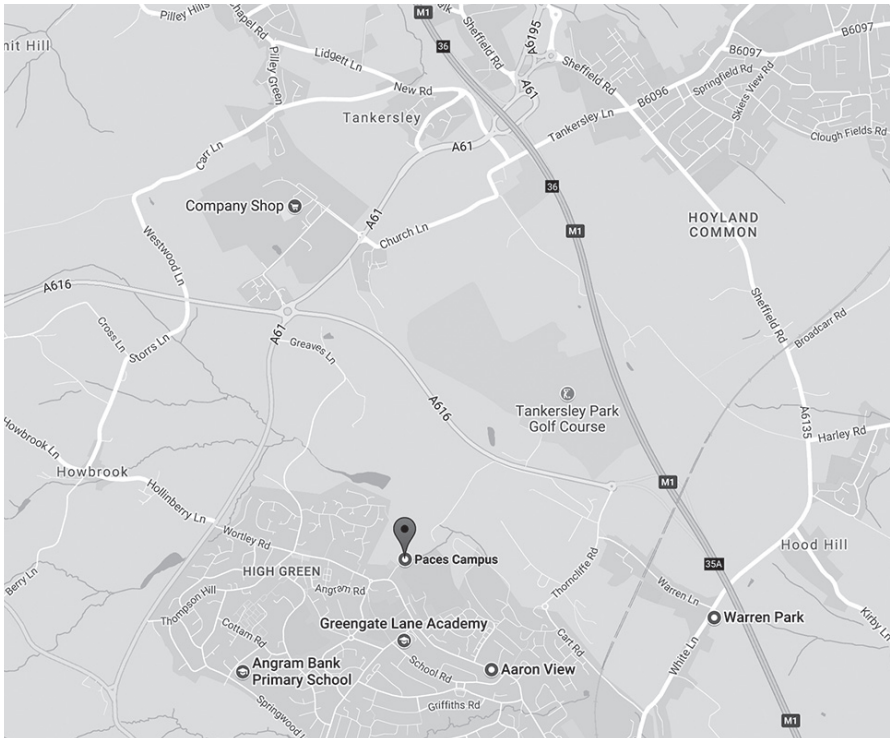 M1
Pilley Hills
Chapel Rd
Sheffield Rd
A6195
B6097
B6097
nit Hill
36
Lidgett Ln
Pilley Green
Sheffield Rd
Springfield Rd
Skiers View Rd
New Rd
A61
B6096
Tankersley
Tankersley Ln
Clough Fields Rd
Carr Ln
A61
36
Company Shop
A61
HOYLAND
COMMON
Church Ln
M1
Westwood Ln
A616
Sheffield Rd
Broadcarr Rd
Cross Ln
Storrs Ln
A61
Greaves Ln
A616
Tankersley Park
Golf Course
A6135
Harley Rd
Howbrook Ln
Howbrook
M1
Hollinberry Ln
Wortley Rd
Hood Hill
Paces Campus
35A
HIGH GREEN
Thorncliffe Rd
Berry Ln
Angram Rd
Warren Ln
Thompson Hill
Kirby Ln
Greengate Lane Academy
Warren Park
Cottam Rd
Carr Rd
White Ln
Angram Bank
Primary School
School Rd
Aaron View
Griffiths Rd
Springwood
M1